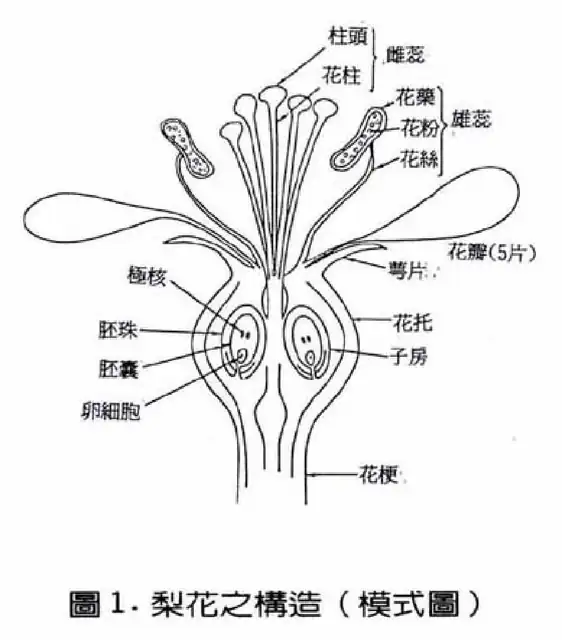 柱頭
花柱
雌蕊
花藥
花粉
花絲
雄蕊
花瓣(5片)
萼片
極核
胚珠
胚囊
卵細胞
花托
子房
花梗
圖1. 梨花之構造(模式圖)